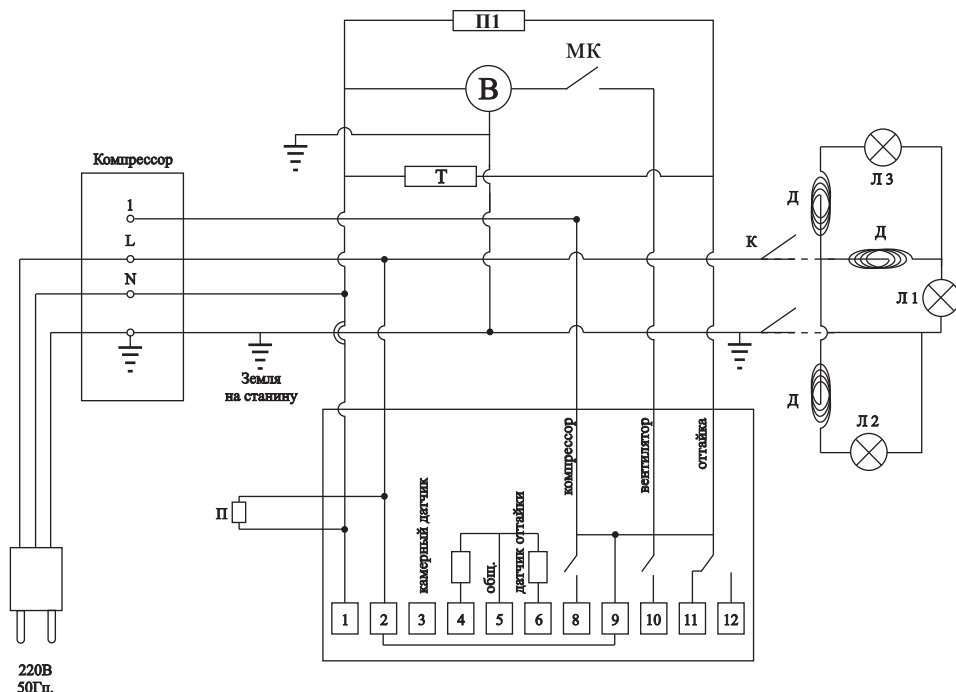 П1
МК
В
Компрессор
Т
Л 3
1
Д
L
К
Д
N
Л 1
Земля
на станину
Д
Л 2
компрессор
вентилятор
оттайка
П
камерный датчик
общ.
датчик оттайки
1
2
3
4
5
6
8
9
10
11
12
220В
50Гц.